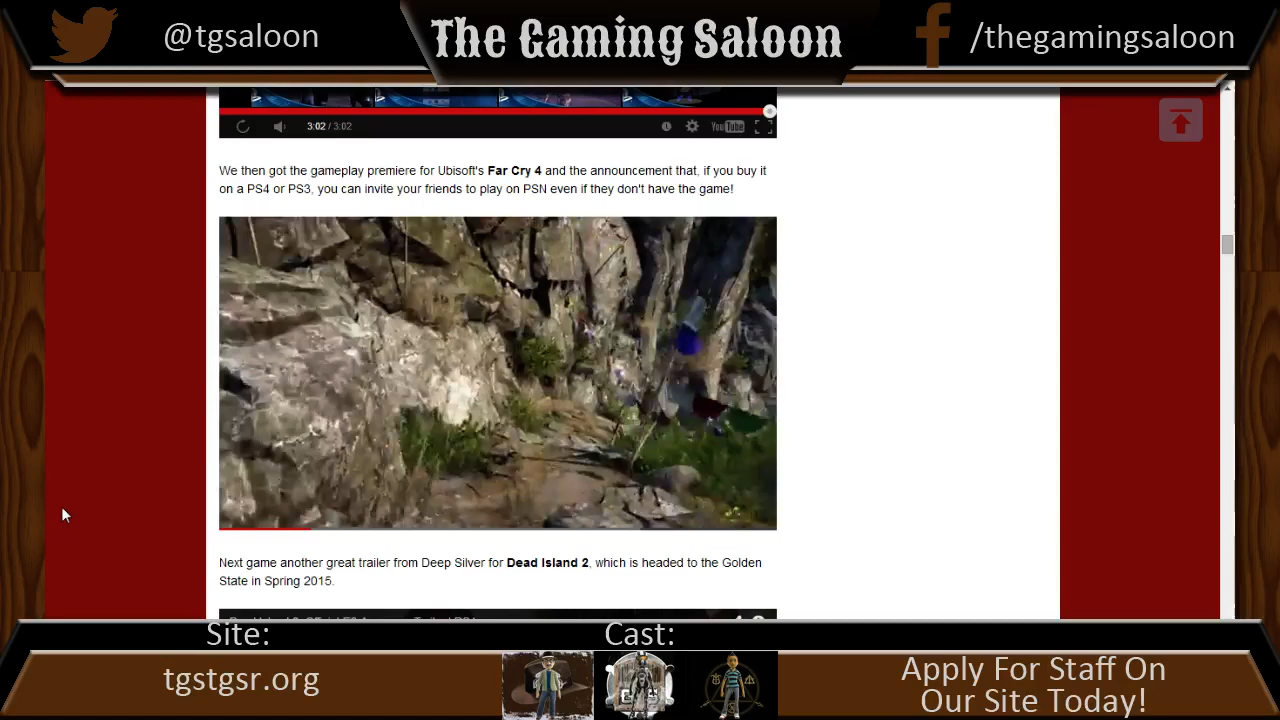 @tgsaloon
The Gaming Saloon
/thegamingsaloon
3:02 / 3:02
YouTube
We then got the gameplay premiere for Ubisoft's Far Cry 4 and the announcement that, if you buy it
on a PS4 or PS3, you can invite your friends to play on PSN even if they don't have the game!
Next game another great trailer from Deep Silver for Dead Island 2, which is headed to the Golden
State in Spring 2015.
Site:
Cast:
tgstgsr.org
Apply For Staff On
Our Site Today!